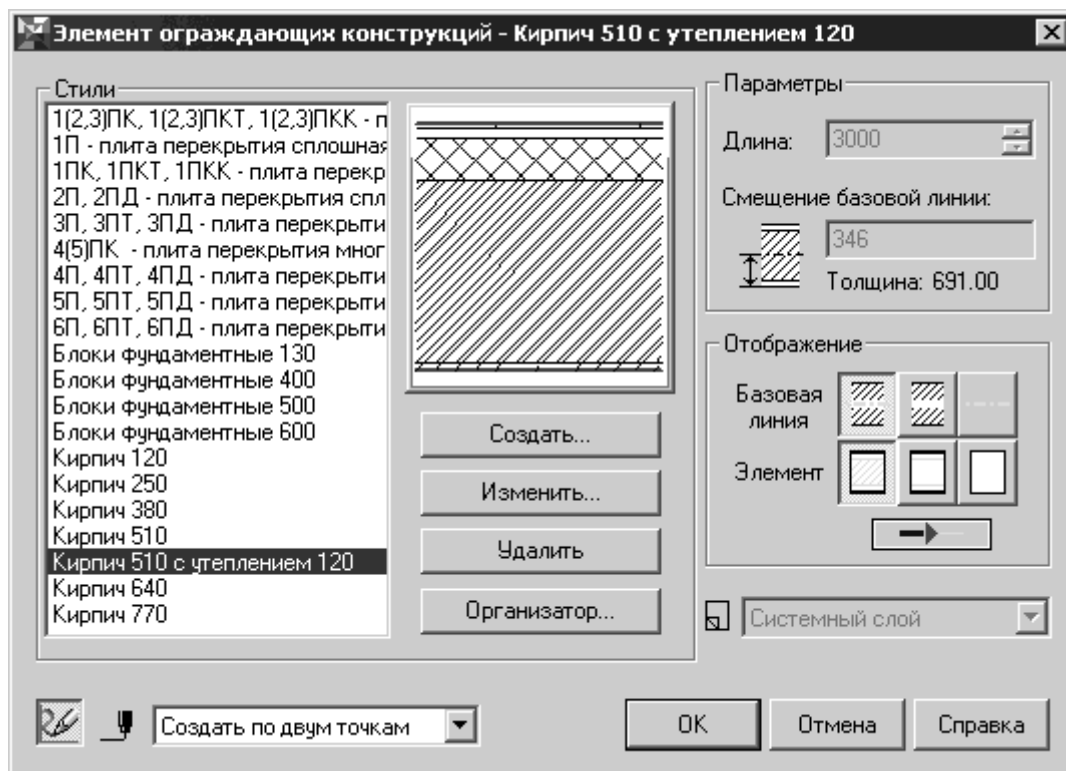 Элемент ограждающих конструкций - Кирпич 510 с утеплением 120
Стили
1(2,3)ПК, 1(2,3)ПКТ, 1(2,3)ПКК - п
1П - плита перекрытия сплошная
1ПК, 1ПКТ, 1ПКК - плита перекр
2П, 2ПД - плита перекрытия спл
3П, 3ПТ, 3ПД - плита перекрыти
4(5)ПК - плита перекрытия мног
4П, 4ПТ, 4ПД - плита перекрыти
5П, 5ПТ, 5ПД - плита перекрыти
6П, 6ПТ, 6ПД - плита перекрыти
Блоки фундаментные 130
Блоки фундаментные 400
Блоки фундаментные 500
Блоки фундаментные 600
Кирпич 120
Кирпич 250
Кирпич 380
Кирпич 510
Кирпич 510 с утеплением 120
Кирпич 640
Кирпич 770
Создать...
Изменить...
Удалить
Организатор...
Параметры
Длина: 3000
Смещение базовой линии:
346
Толщина: 691.00
Отображение
Базовая
линия
Элемент
Системный слой
Создать по двум точкам
OK
Отмена
Справка